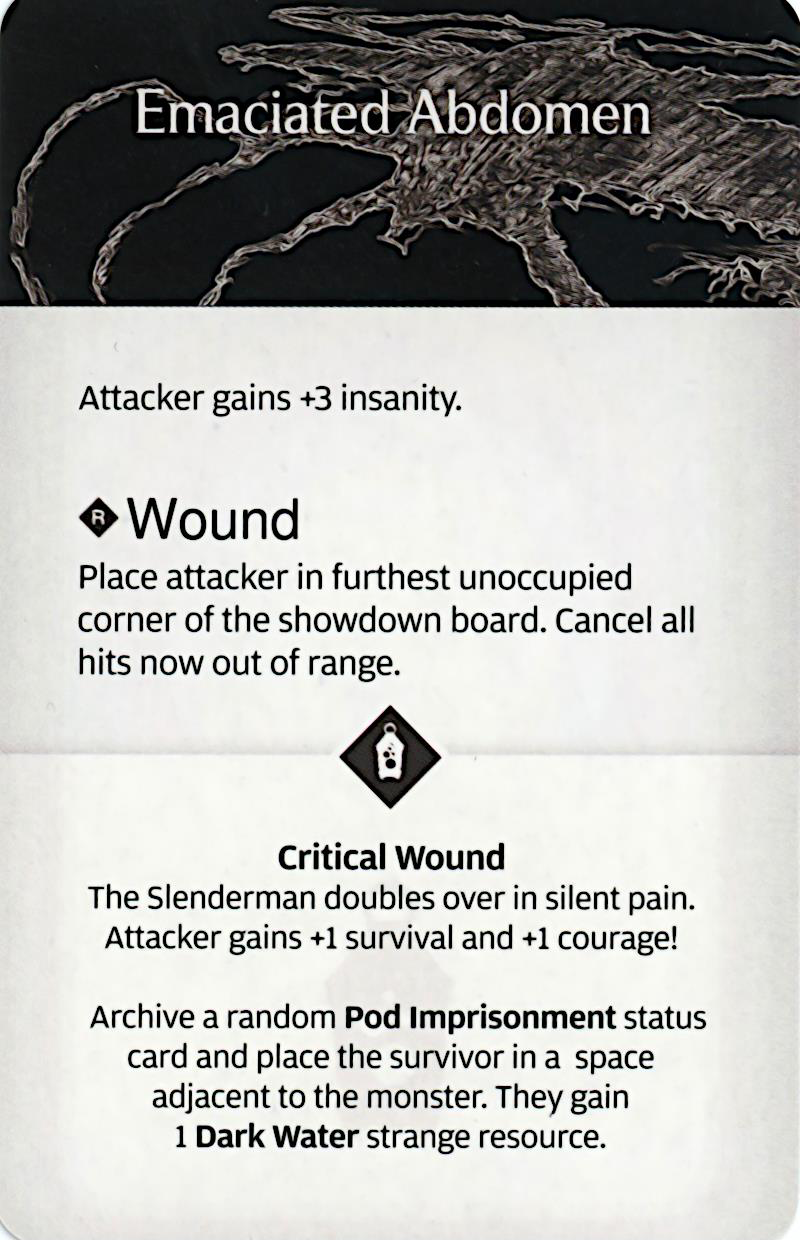 Emaciated Abdomen
Attacker gains +3 insanity.
R Wound
Place attacker in furthest unoccupied
corner of the showdown board. Cancel all
hits now out of range.
Critical Wound
The Slenderman doubles over in silent pain.
Attacker gains +1 survival and +1 courage!
Archive a random Pod Imprisonment status
card and place the survivor in a space
adjacent to the monster. They gain
1 Dark Water strange resource.